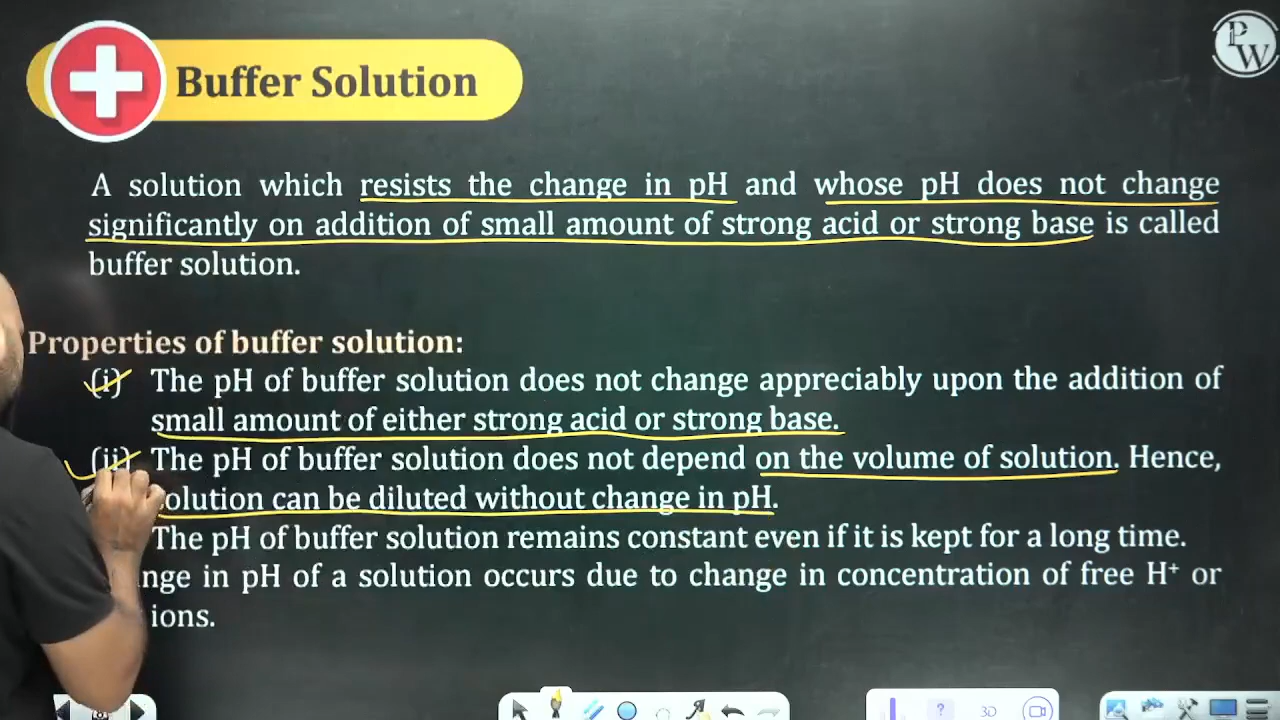 PW
Buffer Solution
A solution which resists the change in pH and whose pH does not change
significantly on addition of small amount of strong acid or strong base is called
buffer solution.
Properties of buffer solution:
(i) The pH of buffer solution does not change appreciably upon the addition of
small amount of either strong acid or strong base.
(ii) The pH of buffer solution does not depend on the volume of solution. Hence,
solution can be diluted without change in pH.
The pH of buffer solution remains constant even if it is kept for a long time.
in pH of a solution occurs due to change in concentration of free H⁺ or
ions.
? 3D